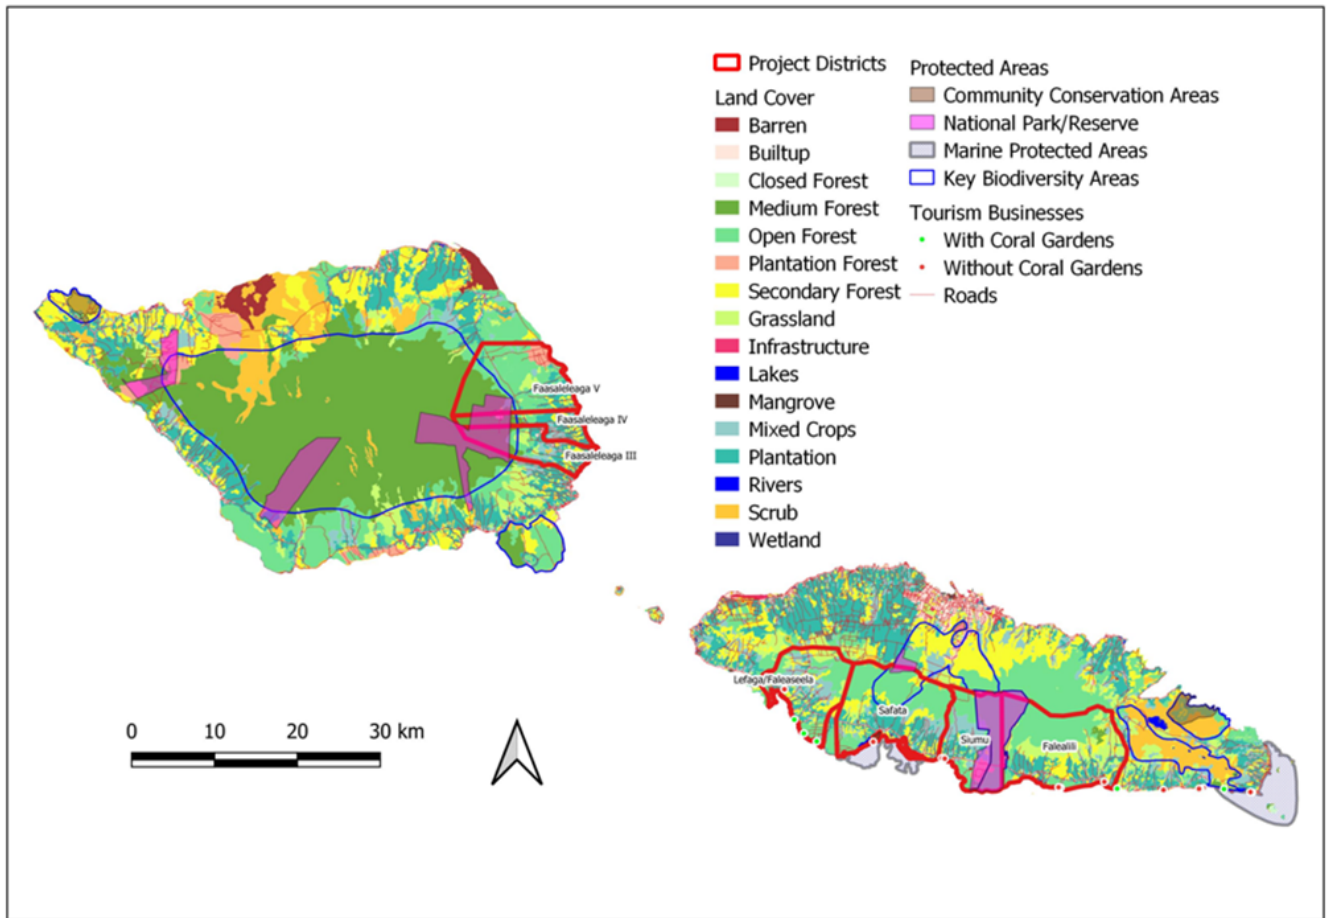 Project Districts
Land Cover
Barren
Builtup
Closed Forest
Medium Forest
Open Forest
Plantation Forest
Secondary Forest
Grassland
Infrastructure
Lakes
Mangrove
Mixed Crops
Plantation
Rivers
Scrub
Wetland
Protected Areas
Community Conservation Areas
National Park/Reserve
Marine Protected Areas
Key Biodiversity Areas
Tourism Businesses
With Coral Gardens
Without Coral Gardens
Roads
Faasaleleaga V
Faasaleleaga IV
Faasaleleaga III
Lefaga/Faleaseela
Safata
Siumu
Falealili
0 10 20 30 km